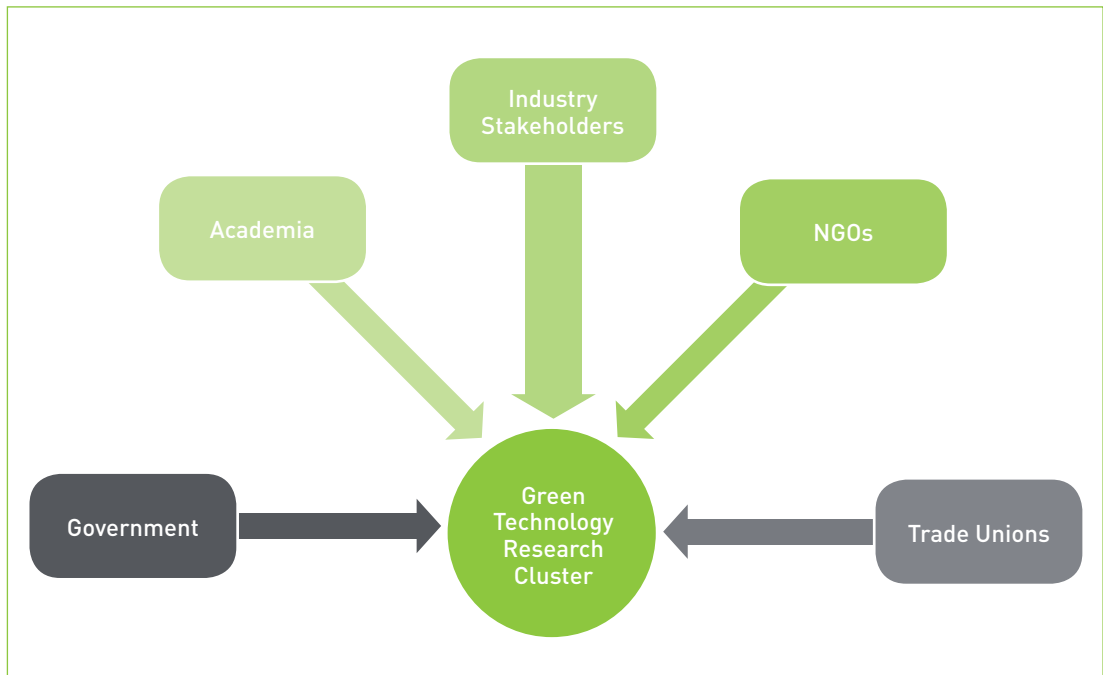 Industry
Stakeholders
Academia
NGOs
Government
Green
Technology
Research
Cluster
Trade Unions